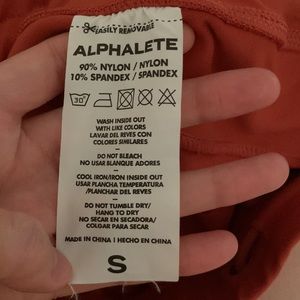 EASILY REMOVABLE
ALPHALETE
90% NYLON / NYLON
10% SPANDEX / SPANDEX
30
WASH INSIDE OUT
WITH LIKE COLORS
LAVAR DEL REVES CON
COLORES SIMILARES
DO NOT BLEACH
NO USAR BLANQUE ADORES
COOL IRON/IRON INSIDE OUT
USAR PLANCHA TEMPERATURA
/PLANCHAR DEL REVES
DO NOT TUMBLE DRY/
HANG TO DRY
NO SECAR EN SECADORA/
COLGAR PARA SECAR
MADE IN CHINA | HECHO EN CHINA
S